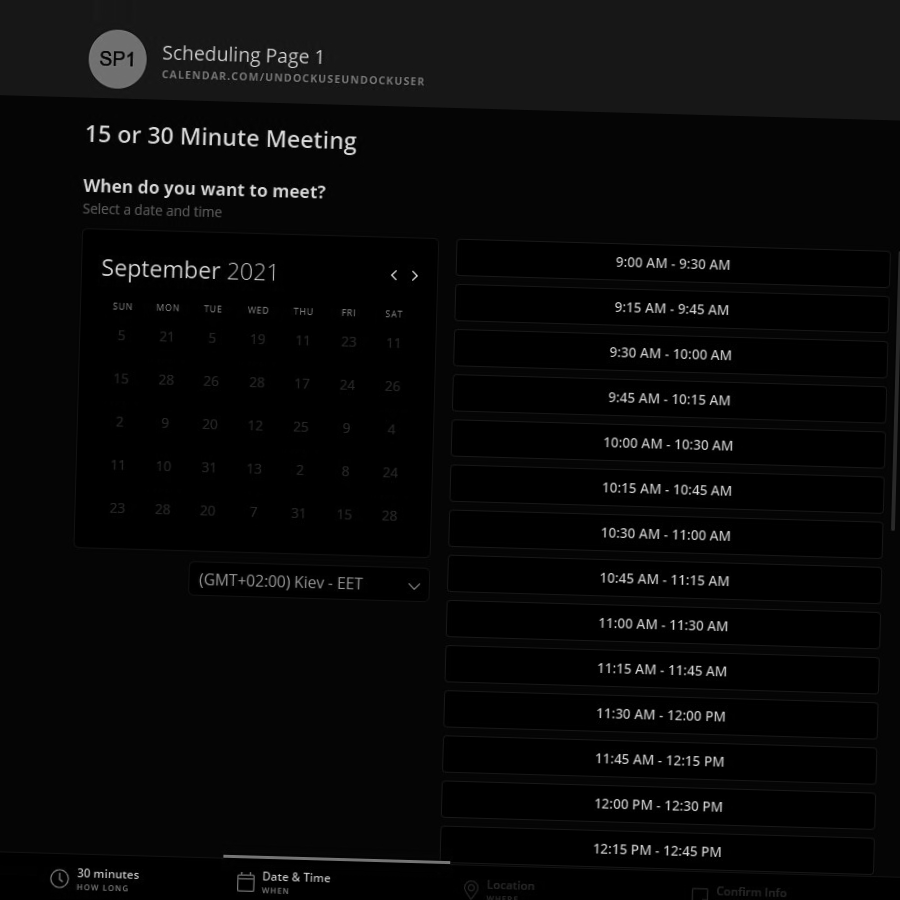 SP1
Scheduling Page 1
CALENDAR.COM/UNDOCKUSEUNDOCKUSER
15 or 30 Minute Meeting
When do you want to meet?
Select a date and time
September 2021
SUN MON TUE WED THU FRI SAT
5 21 5 19 11 23 11
15 28 26 28 17 24 26
2 9 20 12 25 9 4
11 10 31 13 2 8 24
23 28 20 7 31 15 28
(GMT+02:00) Kiev - EET
9:00 AM - 9:30 AM
9:15 AM - 9:45 AM
9:30 AM - 10:00 AM
9:45 AM - 10:15 AM
10:00 AM - 10:30 AM
10:15 AM - 10:45 AM
10:30 AM - 11:00 AM
10:45 AM - 11:15 AM
11:00 AM - 11:30 AM
11:15 AM - 11:45 AM
11:30 AM - 12:00 PM
11:45 AM - 12:15 PM
12:00 PM - 12:30 PM
12:15 PM - 12:45 PM
30 minutes
HOW LONG
Date & Time
WHEN
Location
WHERE
Confirm Info